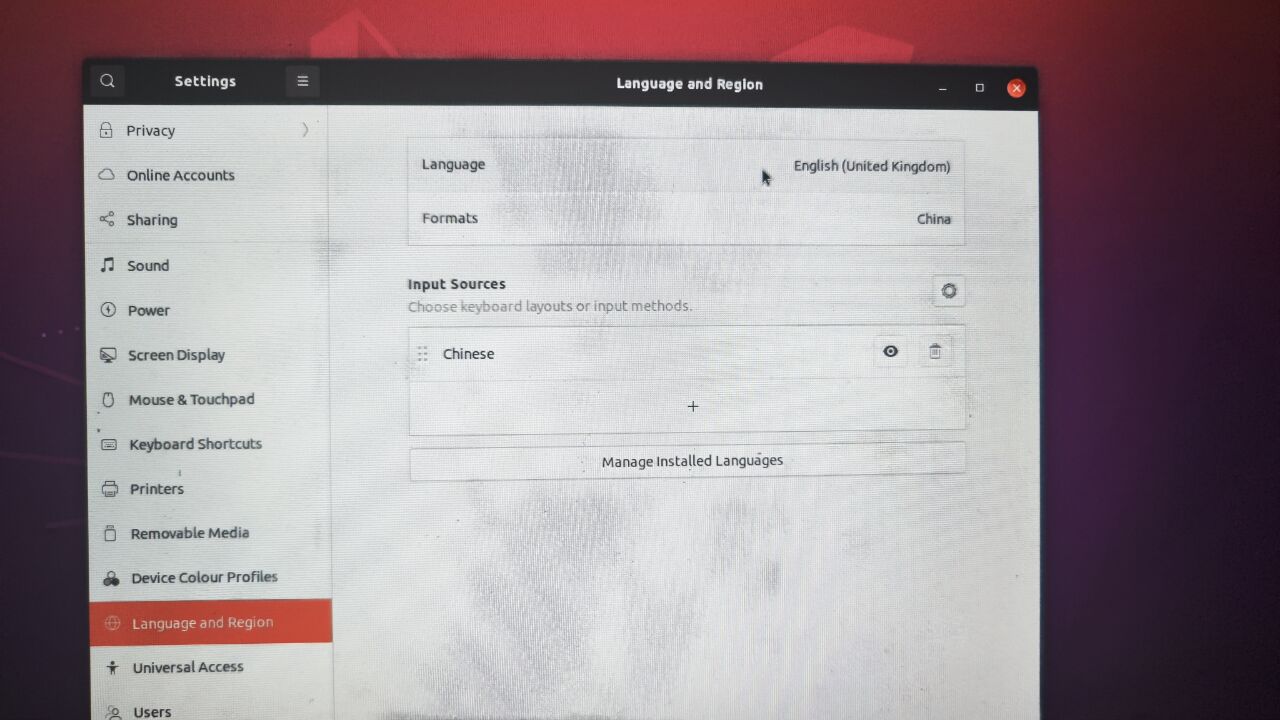 Settings
Language and Region
Privacy
Online Accounts
Sharing
Sound
Power
Screen Display
Mouse & Touchpad
Keyboard Shortcuts
Printers
Removable Media
Device Colour Profiles
Language and Region
Universal Access
Users
Language English (United Kingdom)
Formats China
Input Sources
Choose keyboard layouts or input methods.
Chinese
Manage Installed Languages